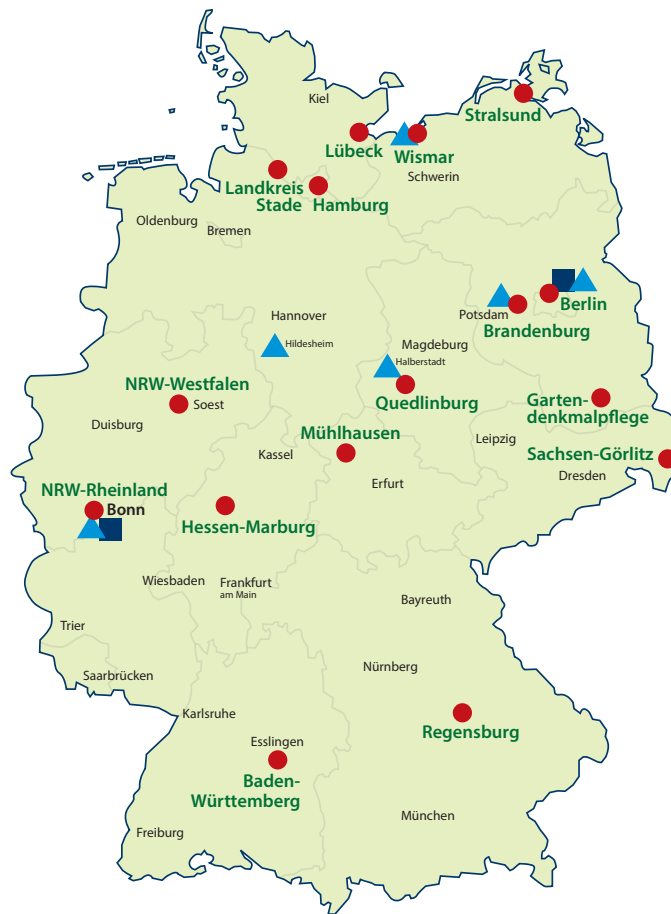 Kiel
Stralsund
Lübeck
Wismar
Schwerin
Landkreis
Stade
Hamburg
Oldenburg
Bremen
Berlin
Potsdam
Brandenburg
Hannover
Hildesheim
Magdeburg
Halberstadt
NRW-Westfalen
Soest
Quedlinburg
Garten-
denkmalpflege
Duisburg
Mühlhausen
Leipzig
Kassel
Sachsen-Görlitz
Erfurt
Dresden
NRW-Rheinland
Bonn
Hessen-Marburg
Wiesbaden
Frankfurt
am Main
Bayreuth
Trier
Nürnberg
Saarbrücken
Karlsruhe
Regensburg
Esslingen
Baden-
Württemberg
München
Freiburg